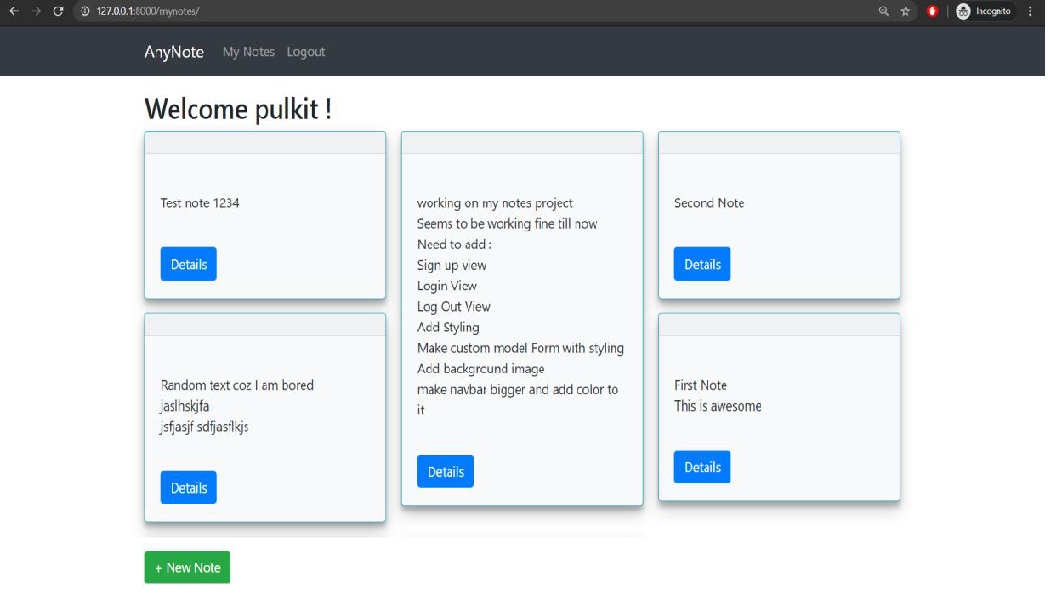 127.0.0.1:8000/mynotes/
Incognito
AnyNote
My Notes
Logout
Welcome pulkit !
Test note 1234
Details
Random text coz I am bored
jaslhskjfa
jsfjasjf sdfjasflkjs
Details
working on my notes project
Seems to be working fine till now
Need to add :
Sign up view
Login View
Log Out View
Add Styling
Make custom model Form with styling
Add background image
make navbar bigger and add color to
it
Details
Second Note
Details
First Note
This is awesome
Details
+ New Note